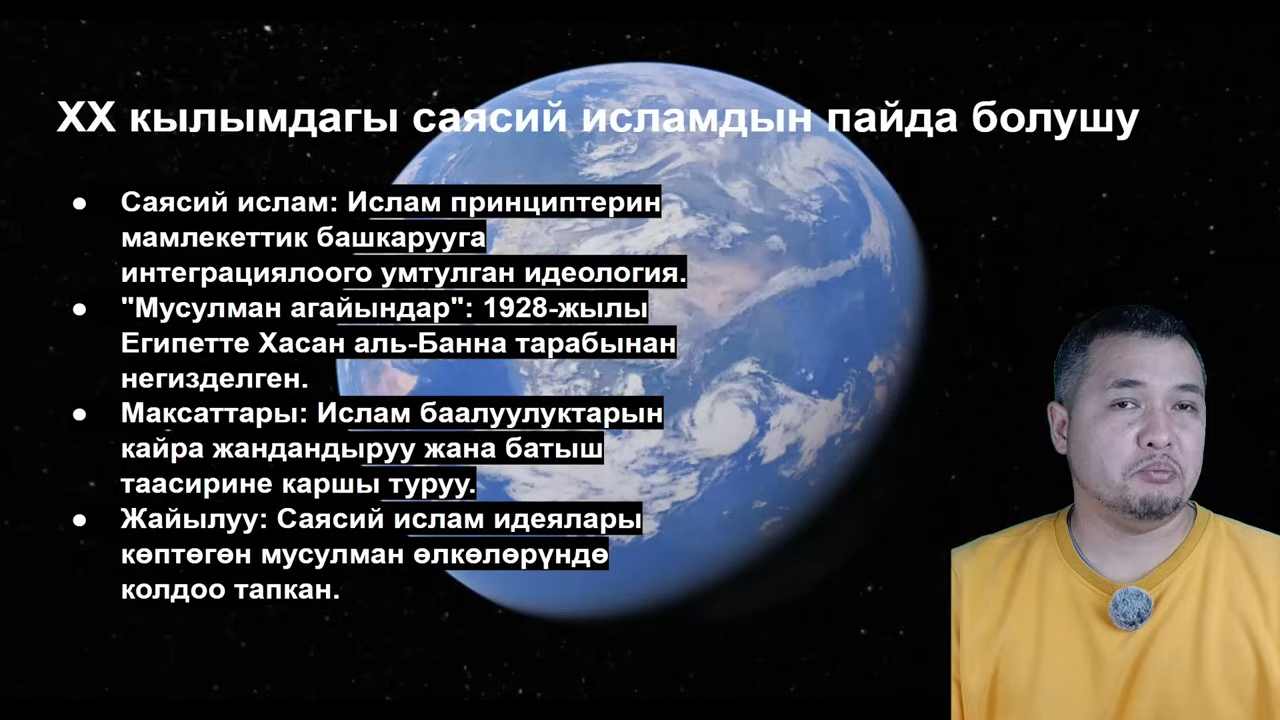 XX кылымдагы саясий исламдын пайда болушу
● Саясий ислам: Ислам принциптерин
мамлекеттик башкарууга
интеграциялоого умтулган идеология.
● "Мусулман агайындар": 1928-жылы
Египетте Хасан аль-Банна тарабынан
негизделген.
● Максаттары: Ислам баалуулуктарын
кайра жандандыруу жана батыш
таасирине каршы туруу.
● Жайылуу: Саясий ислам идеялары
көптөгөн мусулман өлкөлөрүндө
колдоо тапкан.